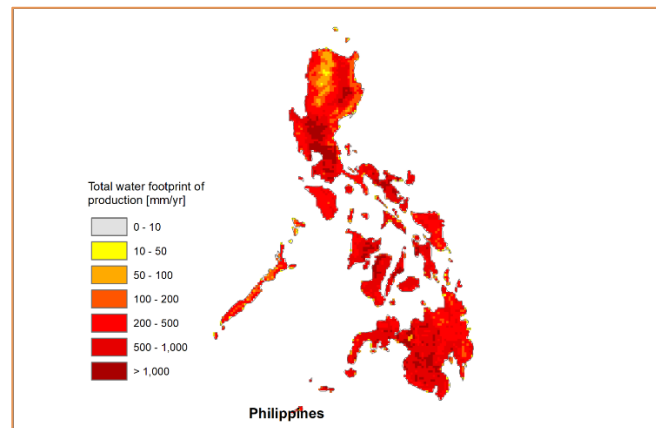 Total water footprint of
production [mm/yr]
0 - 10
10 - 50
50 - 100
100 - 200
200 - 500
500 - 1,000
> 1,000
Philippines